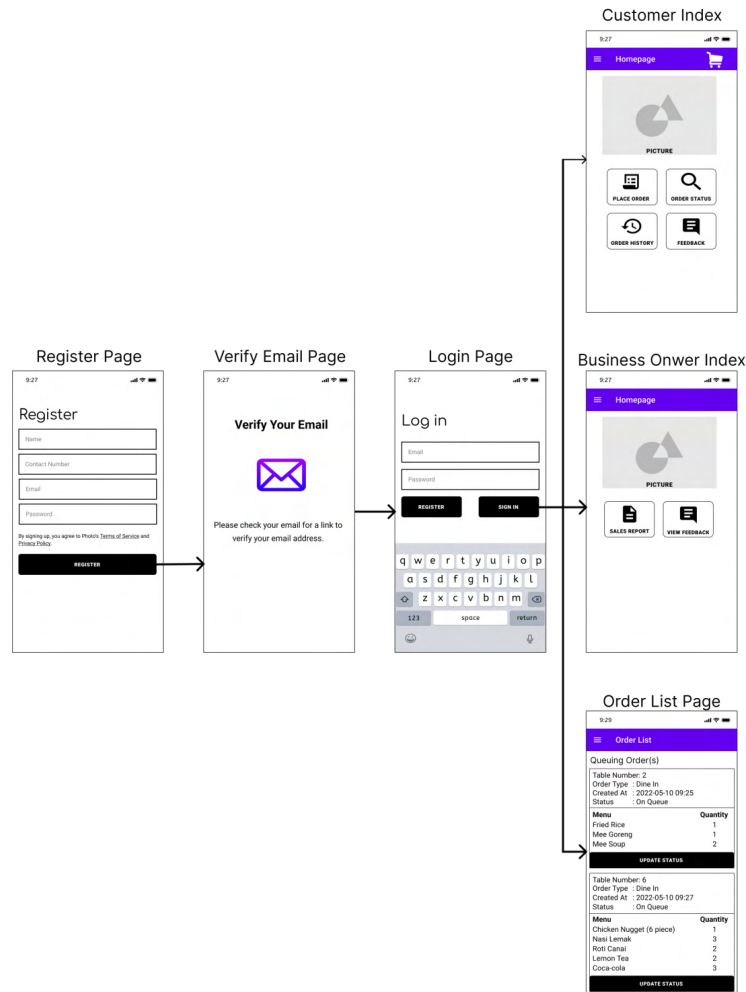 Customer Index
9:27
Homepage
PICTURE
PLACE ORDER
ORDER STATUS
ORDER HISTORY
FEEDBACK
Register Page
9:27
Register
Name
Contact Number
Email
Password
By signing up, you agree to Photo's Terms of Service and
Privacy Policy.
REGISTER
Verify Email Page
9:27
Verify Your Email
Please check your email for a link to
verify your email address.
Login Page
9:27
Log in
Email
Password
REGISTER SIGN IN
q w e r t y u i o p
a s d f g h j k l
z x c v b n m
123 space return
Business Onwer Index
9:27
Homepage
PICTURE
SALES REPORT
VIEW FEEDBACK
Order List Page
9:29
Order List
Queuing Order(s)
Table Number: 2
Order Type : Dine In
Created At : 2022-05-10 09:25
Status : On Queue
Menu Quantity
Fried Rice 1
Mee Goreng 1
Mee Soup 2
UPDATE STATUS
Table Number: 6
Order Type : Dine In
Created At : 2022-05-10 09:27
Status : On Queue
Menu Quantity
Chicken Nugget (6 piece) 1
Nasi Lemak 3
Roti Canai 2
Lemon Tea 2
Coca-cola 3
UPDATE STATUS